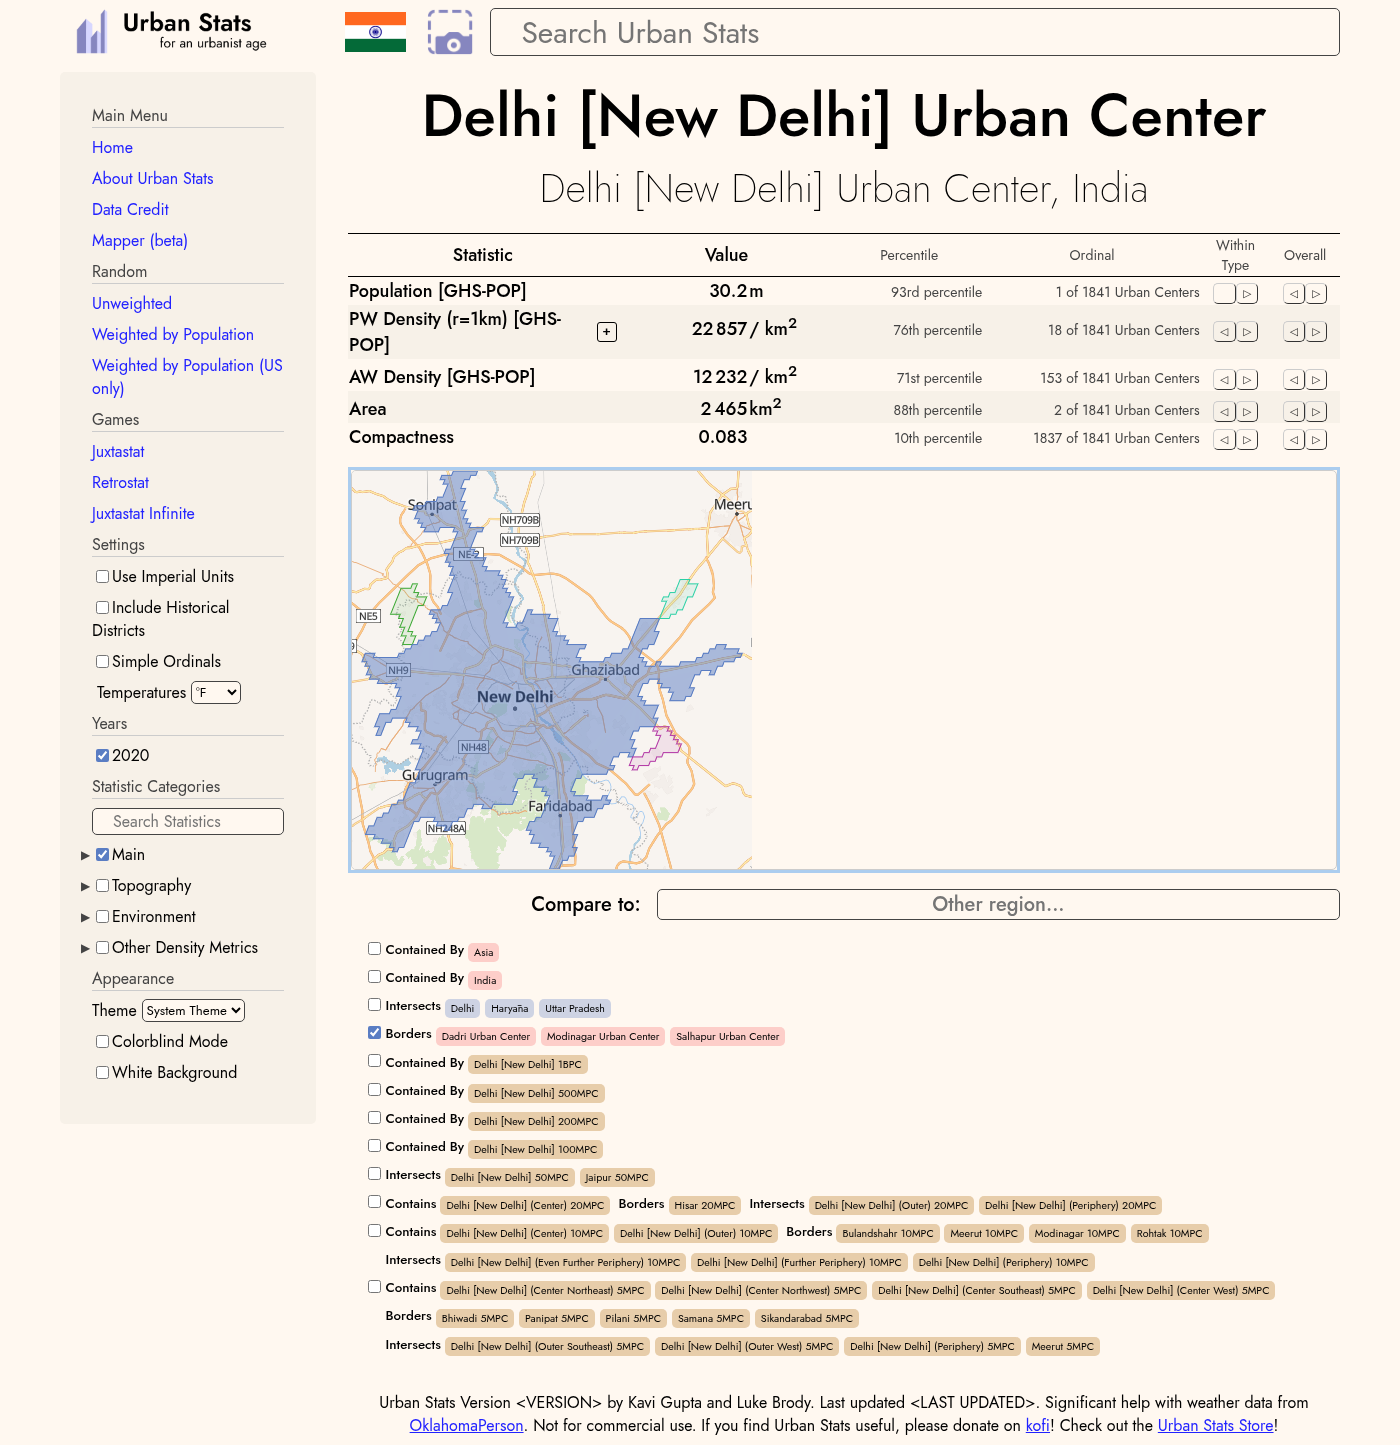 Urban Stats
for an urbanist age
Search Urban Stats
Main Menu
Home
About Urban Stats
Data Credit
Mapper (beta)
Random
Unweighted
Weighted by Population
Weighted by Population (US
only)
Games
Juxtastat
Retrostat
Juxtastat Infinite
Settings
Use Imperial Units
Include Historical
Districts
Simple Ordinals
Temperatures °F
Years
2020
Statistic Categories
Search Statistics
Main
Topography
Environment
Other Density Metrics
Appearance
Theme System Theme
Colorblind Mode
White Background
Delhi [New Delhi] Urban Center
Delhi [New Delhi] Urban Center, India
Statistic Value Percentile Ordinal Within Type Overall
Population [GHS-POP] 30.2 m 93rd percentile 1 of 1841 Urban Centers
PW Density (r=1km) [GHS-
POP] + 22 857 / km² 76th percentile 18 of 1841 Urban Centers
AW Density [GHS-POP] 12 232 / km² 71st percentile 153 of 1841 Urban Centers
Area 2 465 km² 88th percentile 2 of 1841 Urban Centers
Compactness 0.083 10th percentile 1837 of 1841 Urban Centers
Sonipat
Meeru
NH709B
NH709B
NE-2
NE5
NH9
Ghaziabad
New Delhi
NH48
Gurugram
Faridabad
NH248A
Compare to: Other region...
Contained By Asia
Contained By India
Intersects Delhi Haryāna Uttar Pradesh
Borders Dadri Urban Center Modinagar Urban Center Salhapur Urban Center
Contained By Delhi [New Delhi] 1BPC
Contained By Delhi [New Delhi] 500MPC
Contained By Delhi [New Delhi] 200MPC
Contained By Delhi [New Delhi] 100MPC
Intersects Delhi [New Delhi] 50MPC Jaipur 50MPC
Contains Delhi [New Delhi] (Center) 20MPC Borders Hisar 20MPC Intersects Delhi [New Delhi] (Outer) 20MPC Delhi [New Delhi] (Periphery) 20MPC
Contains Delhi [New Delhi] (Center) 10MPC Delhi [New Delhi] (Outer) 10MPC Borders Bulandshahr 10MPC Meerut 10MPC Modinagar 10MPC Rohtak 10MPC
Intersects Delhi [New Delhi] (Even Further Periphery) 10MPC Delhi [New Delhi] (Further Periphery) 10MPC Delhi [New Delhi] (Periphery) 10MPC
Contains Delhi [New Delhi] (Center Northeast) 5MPC Delhi [New Delhi] (Center Northwest) 5MPC Delhi [New Delhi] (Center Southeast) 5MPC Delhi [New Delhi] (Center West) 5MPC
Borders Bhiwadi 5MPC Panipat 5MPC Pilani 5MPC Samana 5MPC Sikandarabad 5MPC
Intersects Delhi [New Delhi] (Outer Southeast) 5MPC Delhi [New Delhi] (Outer West) 5MPC Delhi [New Delhi] (Periphery) 5MPC Meerut 5MPC
Urban Stats Version <VERSION> by Kavi Gupta and Luke Brody. Last updated <LAST UPDATED>. Significant help with weather data from
OklahomaPerson. Not for commercial use. If you find Urban Stats useful, please donate on kofi! Check out the Urban Stats Store!